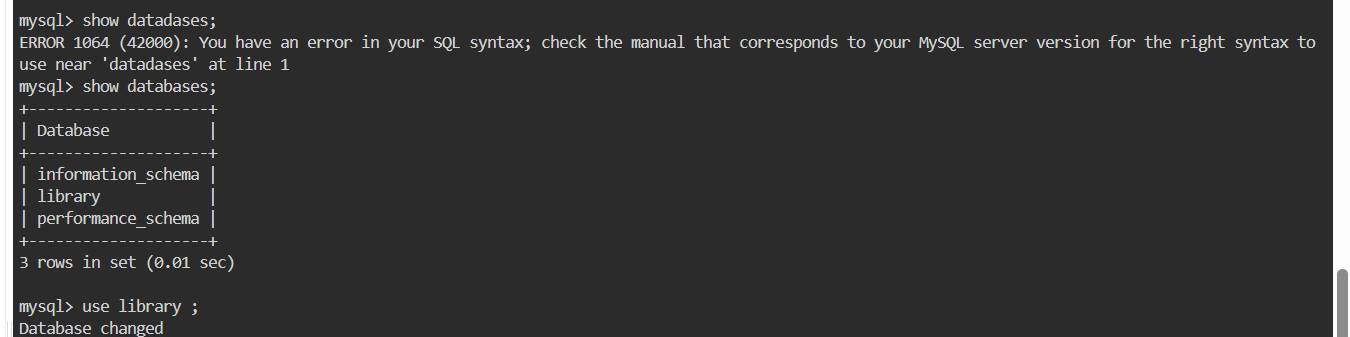 mysql> show datadases;
ERROR 1064 (42000): You have an error in your SQL syntax; check the manual that corresponds to your MySQL server version for the right syntax to
use near 'datadases' at line 1
mysql> show databases;
+--------------------+
| Database           |
+--------------------+
| information_schema |
| library            |
| performance_schema |
+--------------------+
3 rows in set (0.01 sec)

mysql> use library ;
Database changed